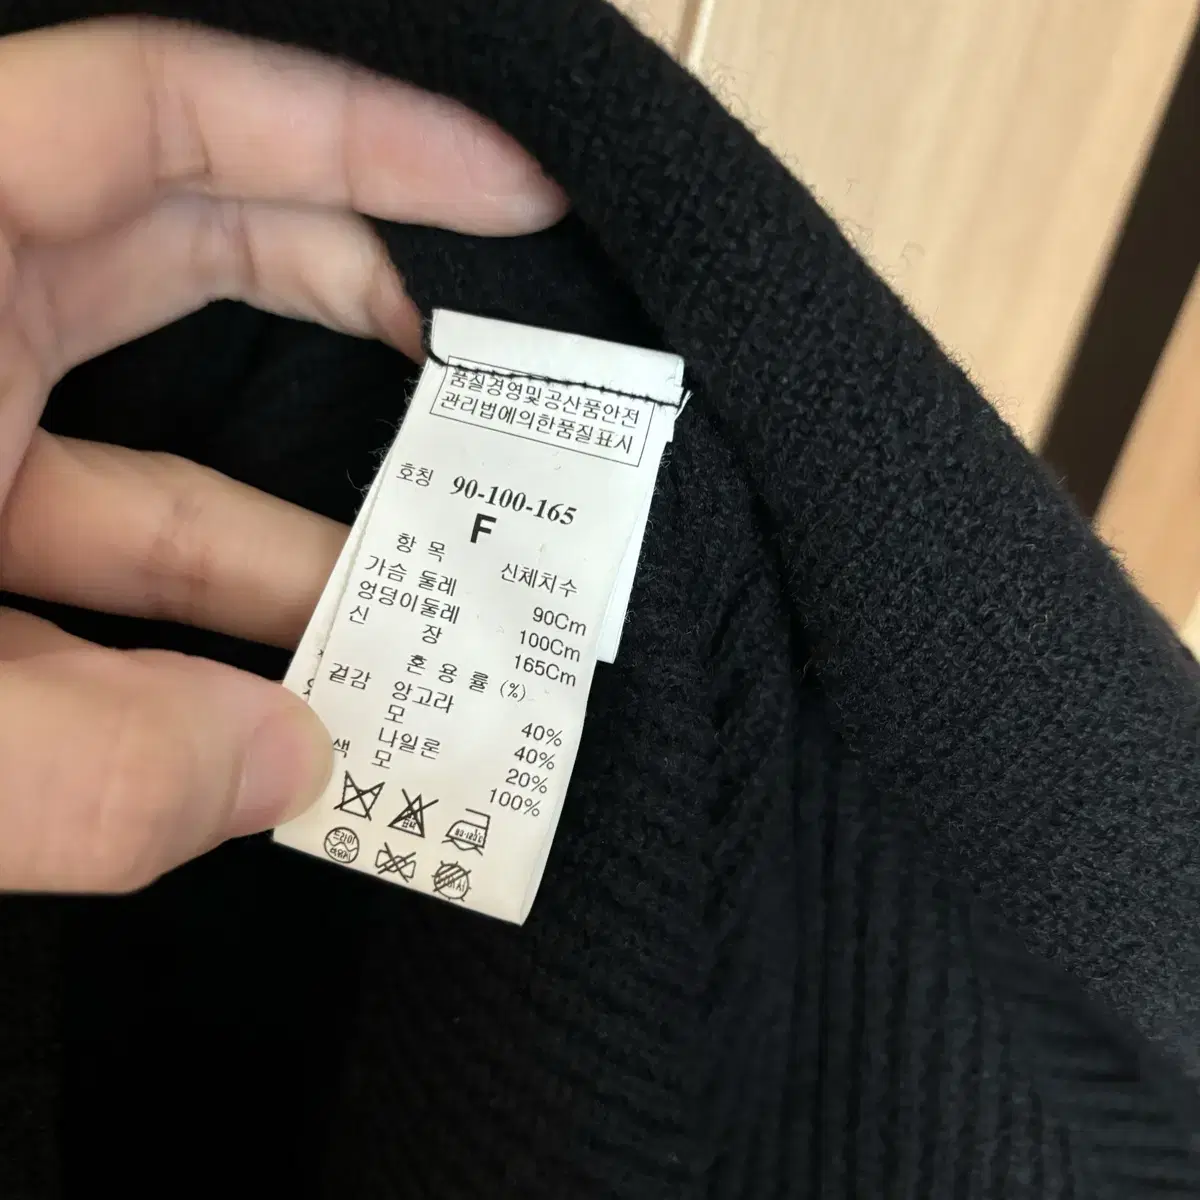 품질경영및공산품안전
관리법에의한품질표시
호칭 90-100-165
F
항 목 신체치수
가슴 둘레 90Cm
엉덩이둘레 100Cm
신 장 165Cm
혼 용 률 (%)
겉감 앙고라 40%
모 40%
나일론 20%
색 모 100%
드라이